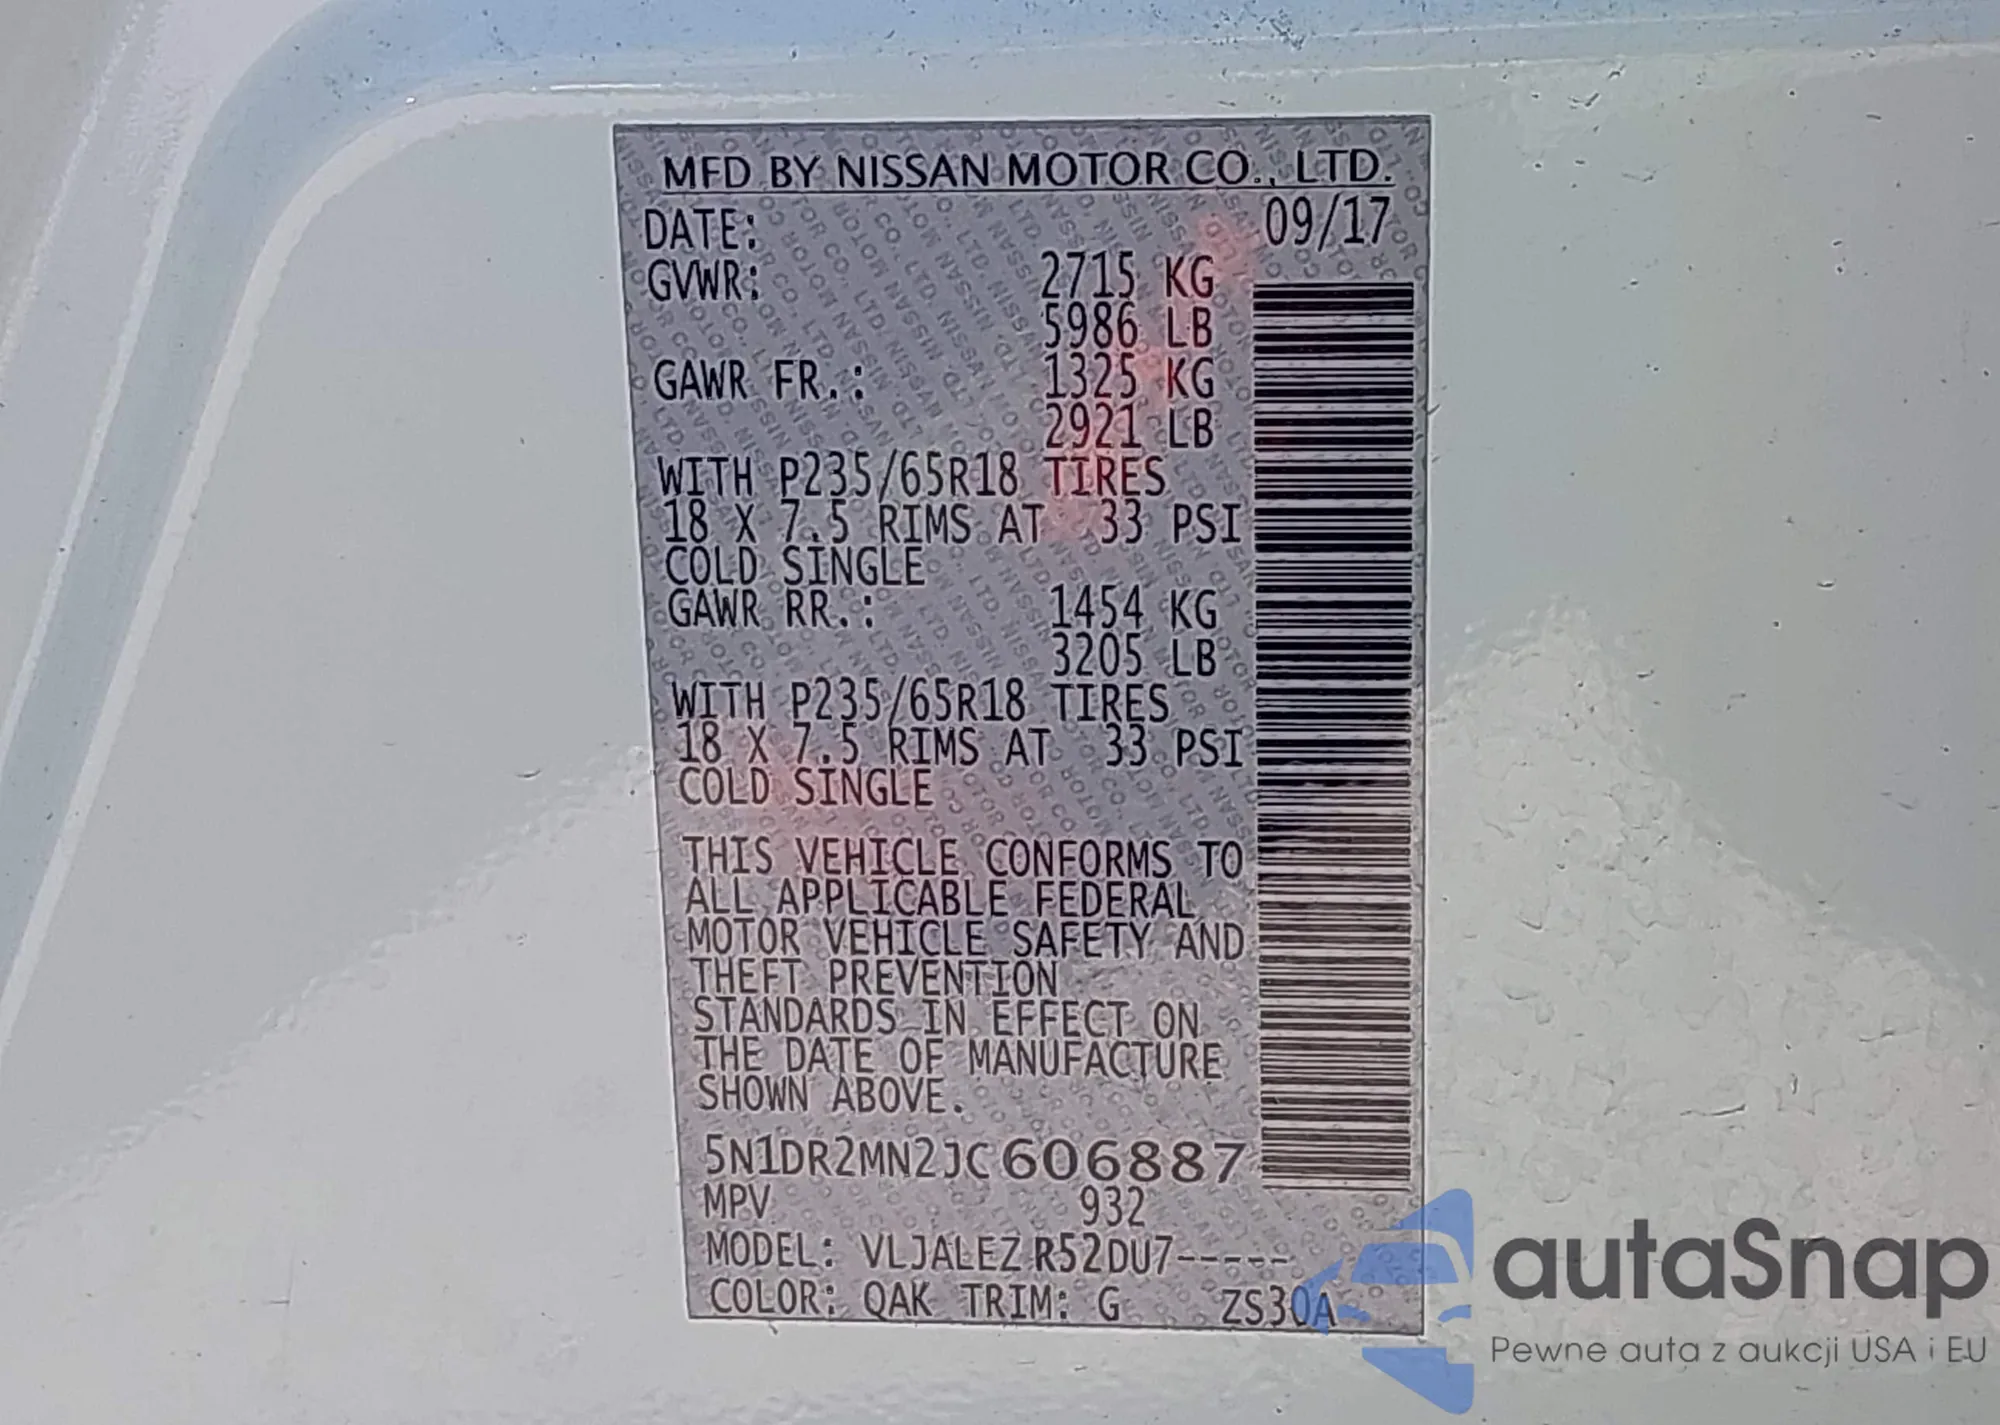 MFD BY NISSAN MOTOR CO., LTD.
DATE: 09/17
GVWR: 2715 KG
5986 LB
GAWR FR.: 1325 KG
2921 LB
WITH P235/65R18 TIRES
18 X 7.5 RIMS AT 33 PSI
COLD SINGLE
GAWR RR.: 1454 KG
3205 LB
WITH P235/65R18 TIRES
18 X 7.5 RIMS AT 33 PSI
COLD SINGLE
THIS VEHICLE CONFORMS TO
ALL APPLICABLE FEDERAL
MOTOR VEHICLE SAFETY AND
THEFT PREVENTION
STANDARDS IN EFFECT ON
THE DATE OF MANUFACTURE
SHOWN ABOVE.
5N1DR2MN2JC606887
MPV 932
MODEL: VLJALEZ R52DU7-----
COLOR: QAK TRIM: G ZS30A
autaSnap
Pewne auta z aukcji USA i EU